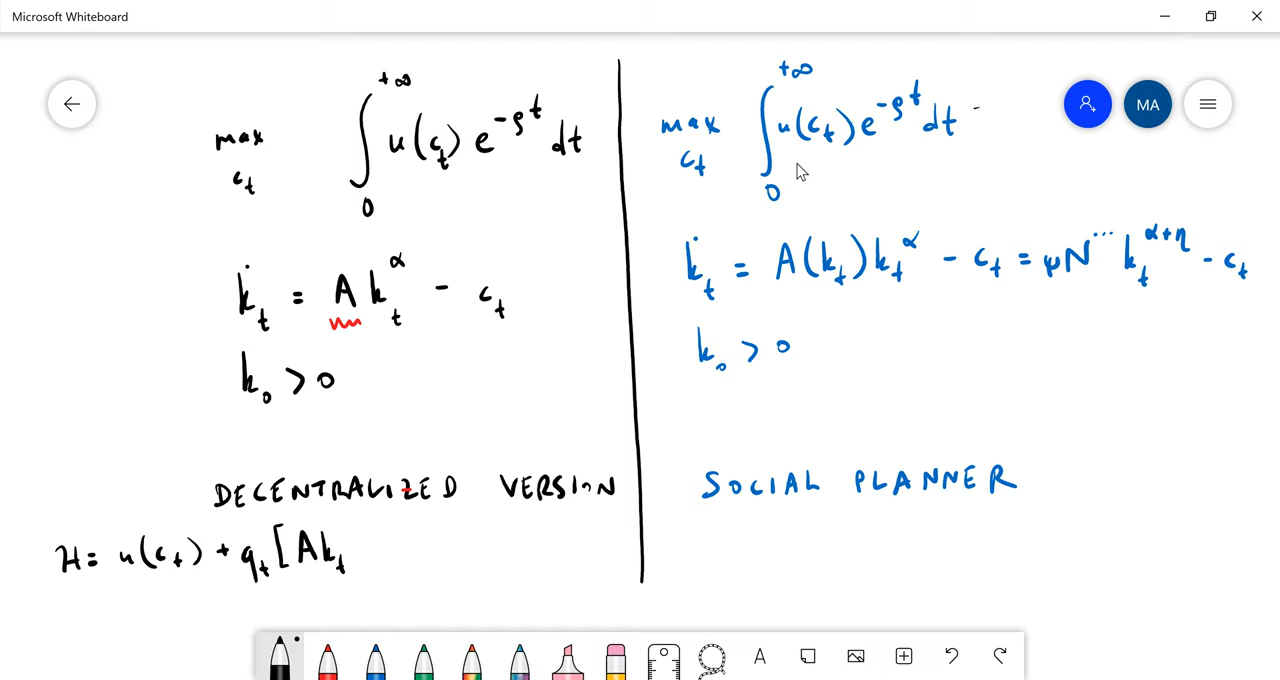 Microsoft Whiteboard
MA
max c_t ∫_0^{+∞} u(c_t) e^{-ρt} dt
k̇_t = A k_t^α - c_t
k_0 > 0
DECENTRALIZED VERSION
H = u(c_t) + q_t [A k_t
max c_t ∫_0^{+∞} u(c_t) e^{-ρt} dt
k̇_t = A(k_t) k_t^α - c_t = ψN^{...} k_t^{α+η} - c_t
k_0 > 0
SOCIAL PLANNER
A